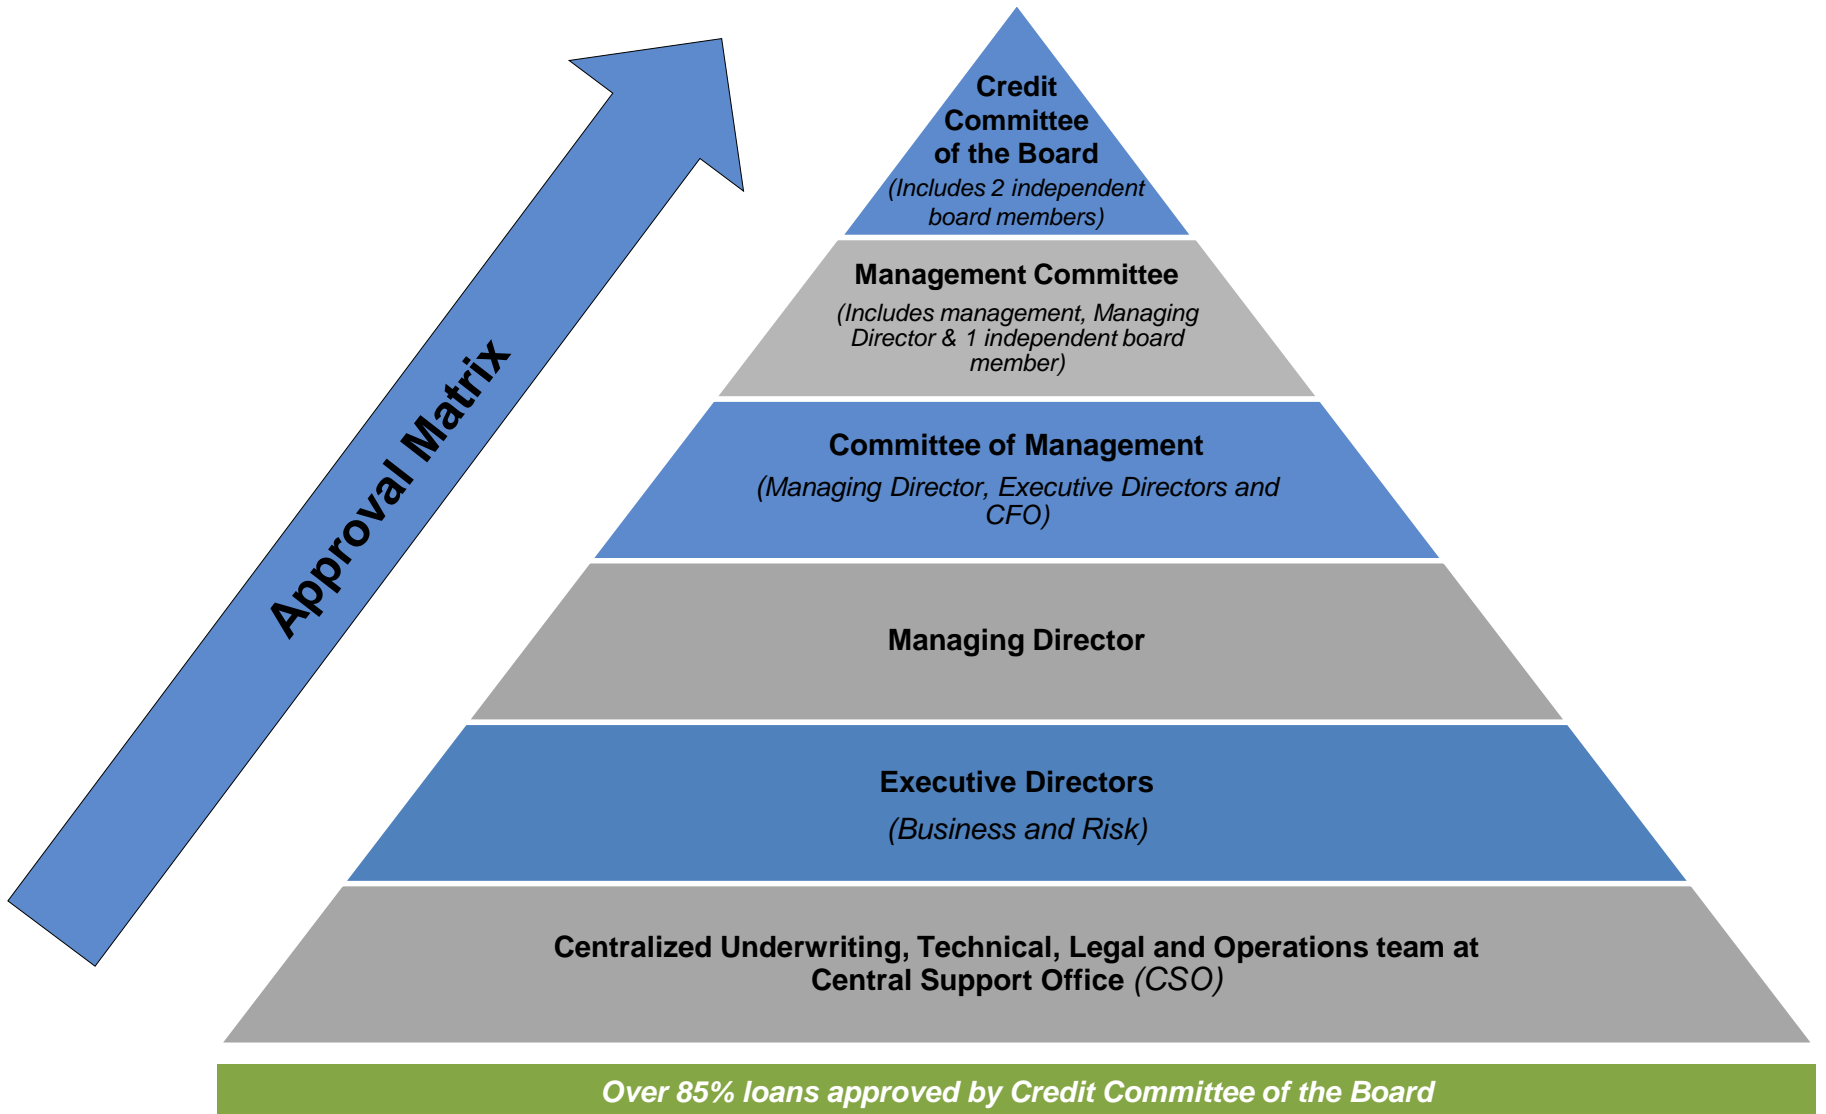 Credit
Committee
of the Board
(Includes 2 independent
board members)
Management Committee
(Includes management, Managing
Director & 1 independent board
member)
Committee of Management
(Managing Director, Executive Directors and
CFO)
Managing Director
Executive Directors
(Business and Risk)
Centralized Underwriting, Technical, Legal and Operations team at
Central Support Office (CSO)
Approval Matrix
Over 85% loans approved by Credit Committee of the Board